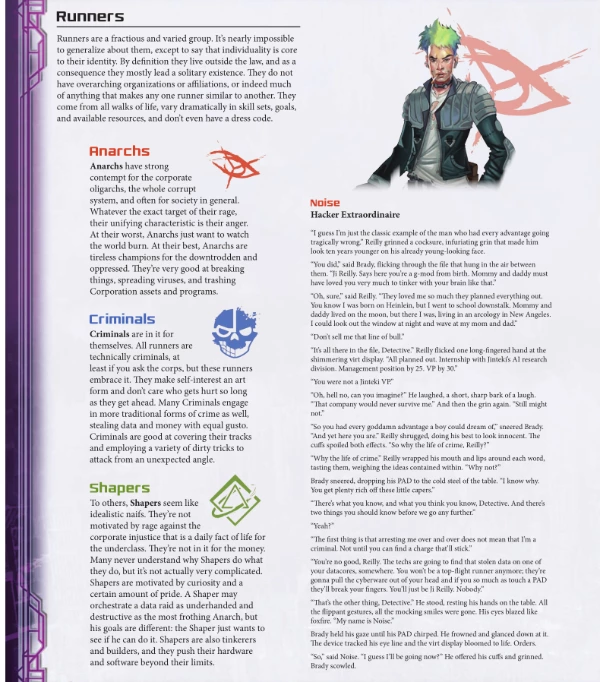 Runners
Runners are a fractious and varied group. It's nearly impossible
to generalize about them, except to say that individuality is core
to their identity. By definition they live outside the law, and as a
consequence they mostly lead a solitary existence. They do not
have overarching organizations or affiliations, or indeed much
of anything that makes any one runner similar to another. They
come from all walks of life, vary dramatically in skill sets, goals,
and available resources, and don't even have a dress code.
Anarchs
Anarchs have strong
contempt for the corporate
oligarchs, the whole corrupt
system, and often for society in general.
Whatever the exact target of their rage,
their unifying characteristic is their anger.
At their worst, Anarchs just want to watch
the world burn. At their best, Anarchs are
tireless champions for the downtrodden and
oppressed. They're very good at breaking
things, spreading viruses, and trashing
Corporation assets and programs.
Criminals
Criminals are in it for
themselves. All runners are
technically criminals, at
least if you ask the corps, but these runners
embrace it. They make self-interest an art
form and don't care who gets hurt so long
as they get ahead. Many Criminals engage
in more traditional forms of crime as well,
stealing data and money with equal gusto.
Criminals are good at covering their tracks
and employing a variety of dirty tricks to
attack from an unexpected angle.
Shapers
To others, Shapers seem like
idealistic naifs. They're not
motivated by rage against the
corporate injustice that is a daily fact of life for
the underclass. They're not in it for the money.
Many never understand why Shapers do what
they do, but it's not actually very complicated.
Shapers are motivated by curiosity and a
certain amount of pride. A Shaper may
orchestrate a data raid as underhanded and
destructive as the most frothing Anarch, but
his goals are different: the Shaper just wants to
see if he can do it. Shapers are also tinkerers
and builders, and they push their hardware
and software beyond their limits.
Noise
Hacker Extraordinaire
"I guess I'm just the classic example of the man who had every advantage going
tragically wrong." Reilly grinned a cocksure, infuriating grin that made him
look ten years younger on his already young-looking face.
"You did," said Brady, flicking through the file that hung in the air between
them. "Ji Reilly. Says here you're a g-mod from birth. Mommy and daddy must
have loved you very much to tinker with your brain like that."
"Oh, sure," said Reilly. "They loved me so much they planned everything out.
You know I was born on Heinlein, but I went to school downstalk. Mommy and
daddy lived on the moon, but there I was, living in an arcology in New Angeles.
I could look out the window at night and wave at my mom and dad."
"Don't sell me that line of bull."
"It's all there in the file, Detective." Reilly flicked one long-fingered hand at the
shimmering virt display. "All planned out. Internship with Jinteki's AI research
division. Management position by 25. VP by 30."
"You were not a Jinteki VP."
"Oh, hell no, can you imagine?" He laughed, a short, sharp bark of a laugh.
"That company would never survive me." And then the grin again. "Still might
not."
"So you had every goddamn advantage a boy could dream of," sneered Brady.
"And yet here you are." Reilly shrugged, doing his best to look innocent. The
cuffs spoiled both effects. "So why the life of crime, Reilly?"
"Why the life of crime." Reilly wrapped his mouth and lips around each word,
tasting them, weighing the ideas contained within. "Why not?"
Brady sneered, dropping his PAD to the cold steel of the table. "I know why.
You get plenty rich off these little capers."
"There's what you know, and what you think you know, Detective. And there's
two things you should know before we go any further."
"Yeah?"
"The first thing is that arresting me over and over does not mean that I'm a
criminal. Not until you can find a charge that'll stick."
"You're no good, Reilly. The techs are going to find that stolen data on one of
your datacores, somewhere. You won't be a top-flight runner anymore; they're
gonna pull the cyberware out of your head and if you so much as touch a PAD
they'll break your fingers. You'll just be Ji Reilly. Nobody."
"That's the other thing, Detective." He stood, resting his hands on the table. All
the flippant gestures, all the mocking smiles were gone. His eyes blazed like
foxfire. "My name is Noise."
Brady held his gaze until his PAD chirped. He frowned and glanced down at it.
The device tracked his eye line and the virt display bloomed to life. Orders.
"So," said Noise. "I guess I'll be going now?" He offered his cuffs and grinned.
Brady scowled.